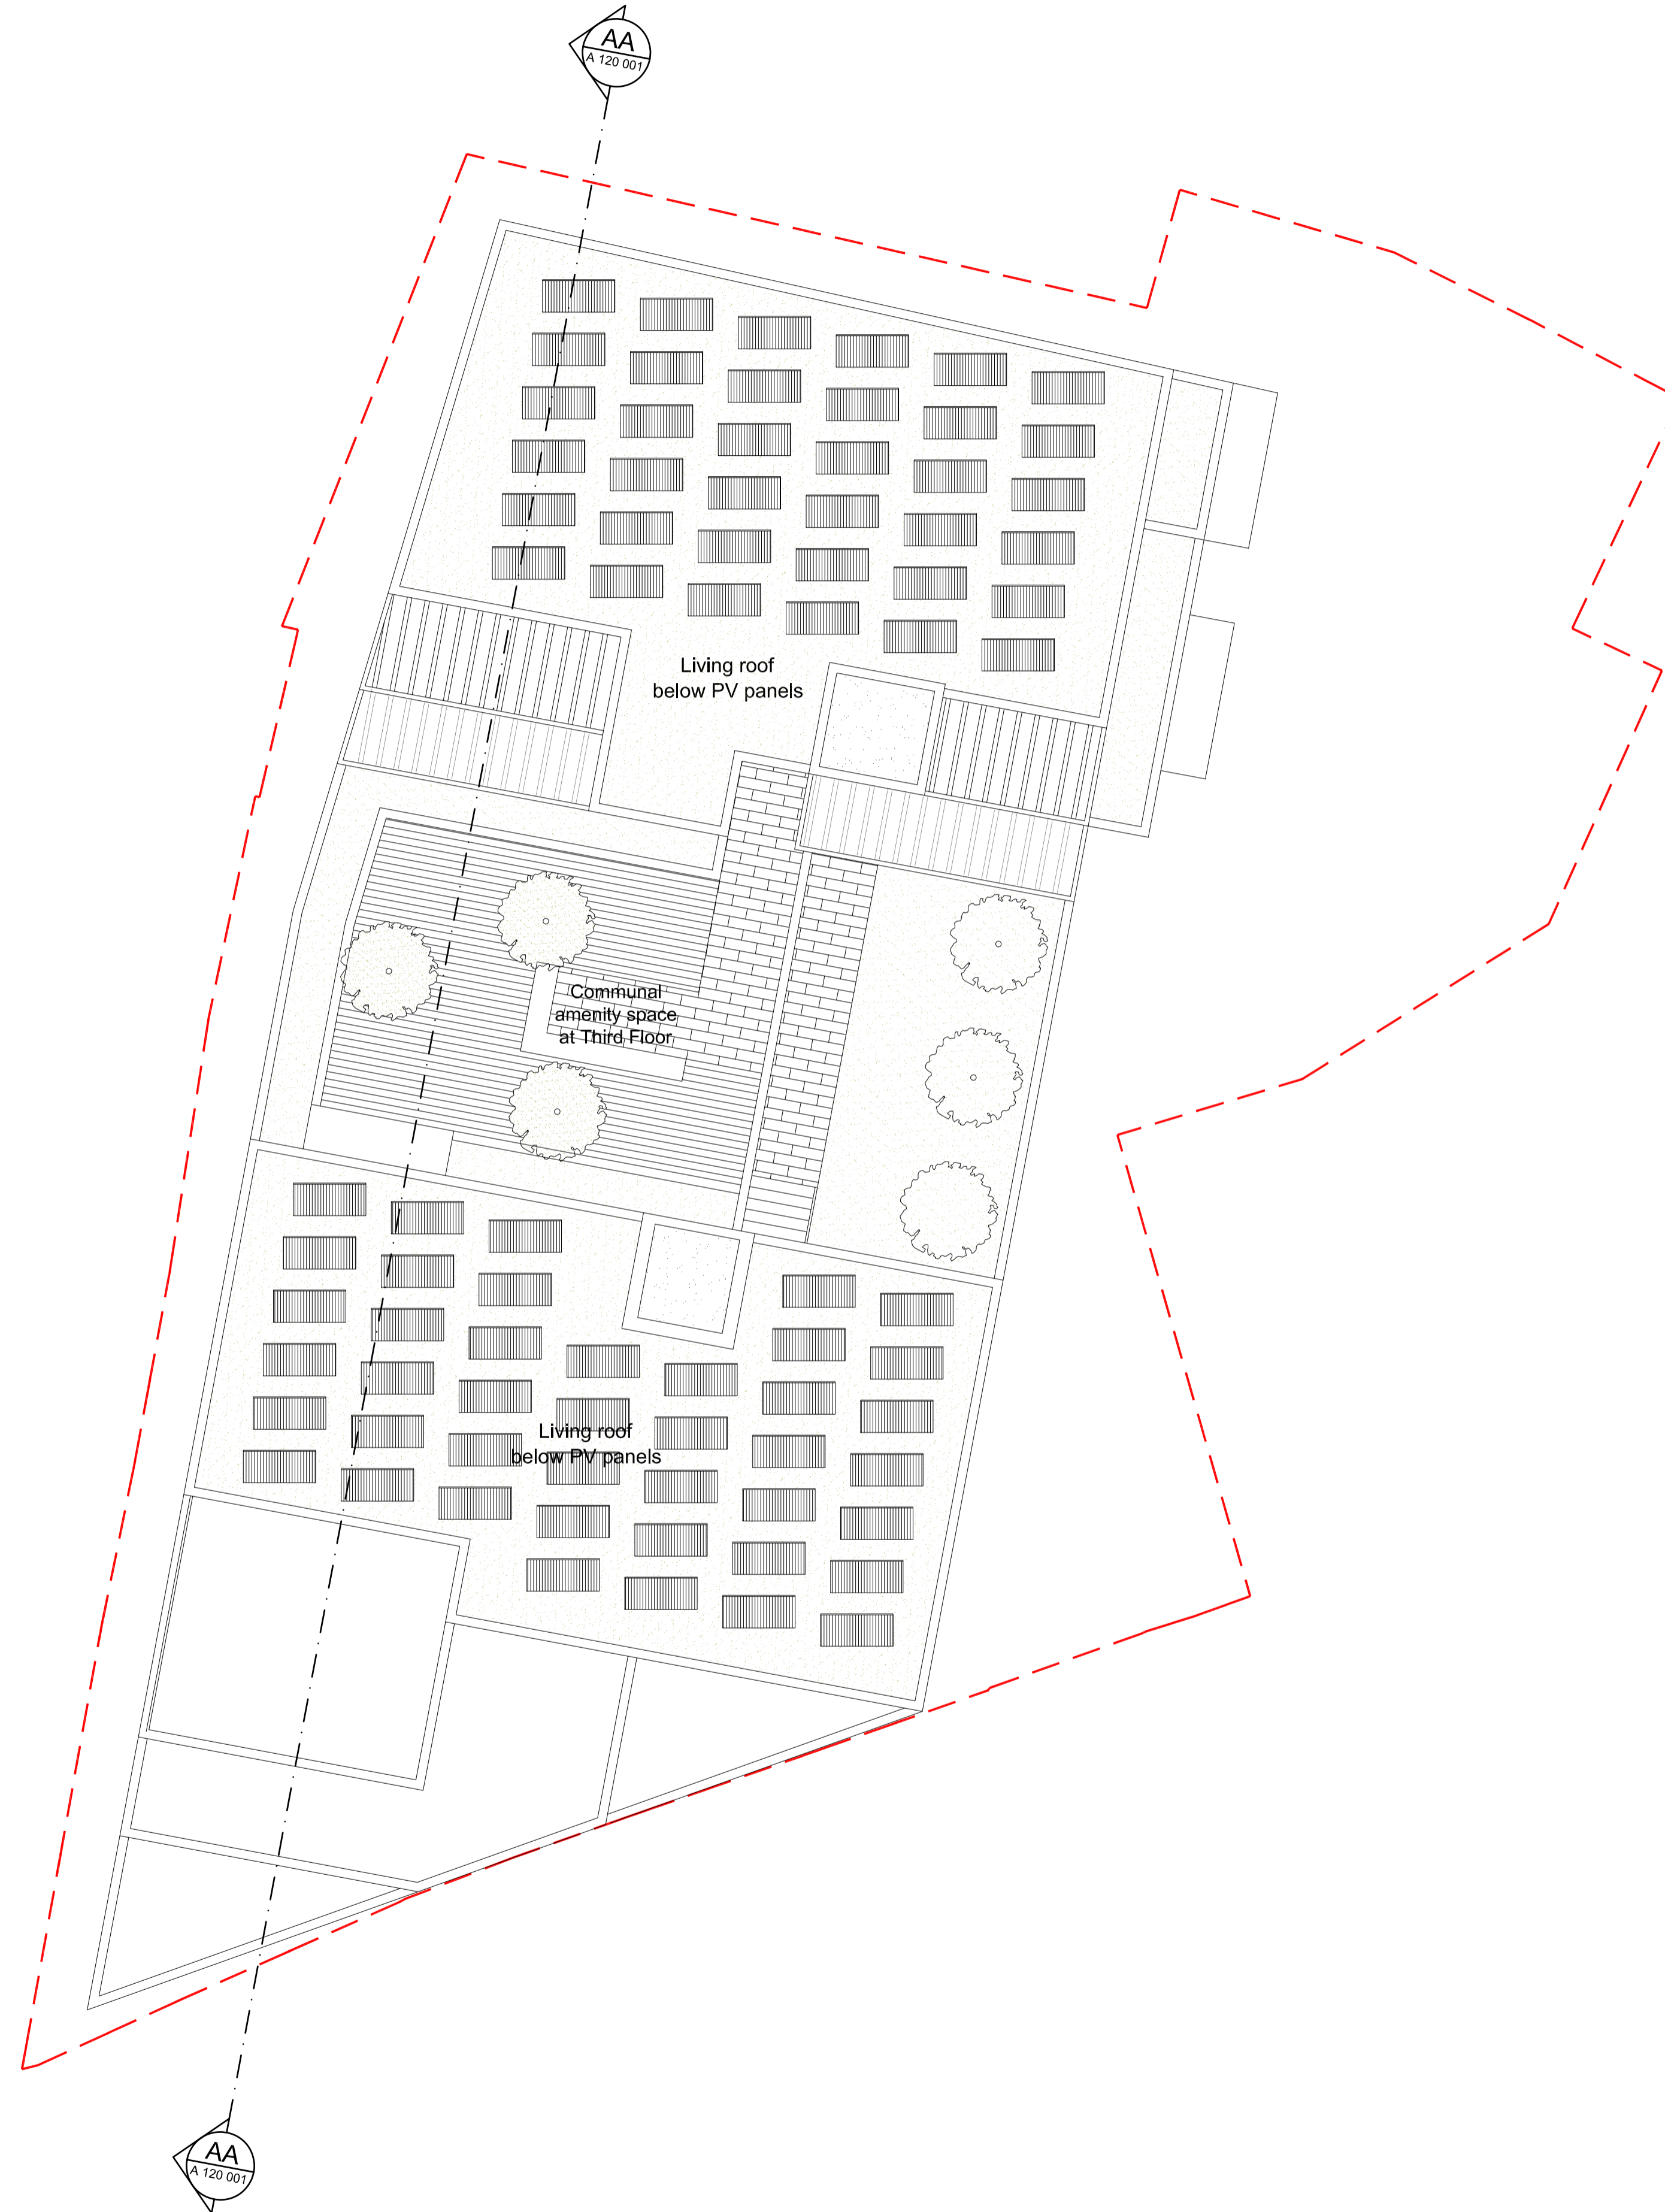 AA
A 120 001
Living roof
below PV panels
Communal
amenity space
at Third Floor
Living roof
below PV panels
AA
A 120 001